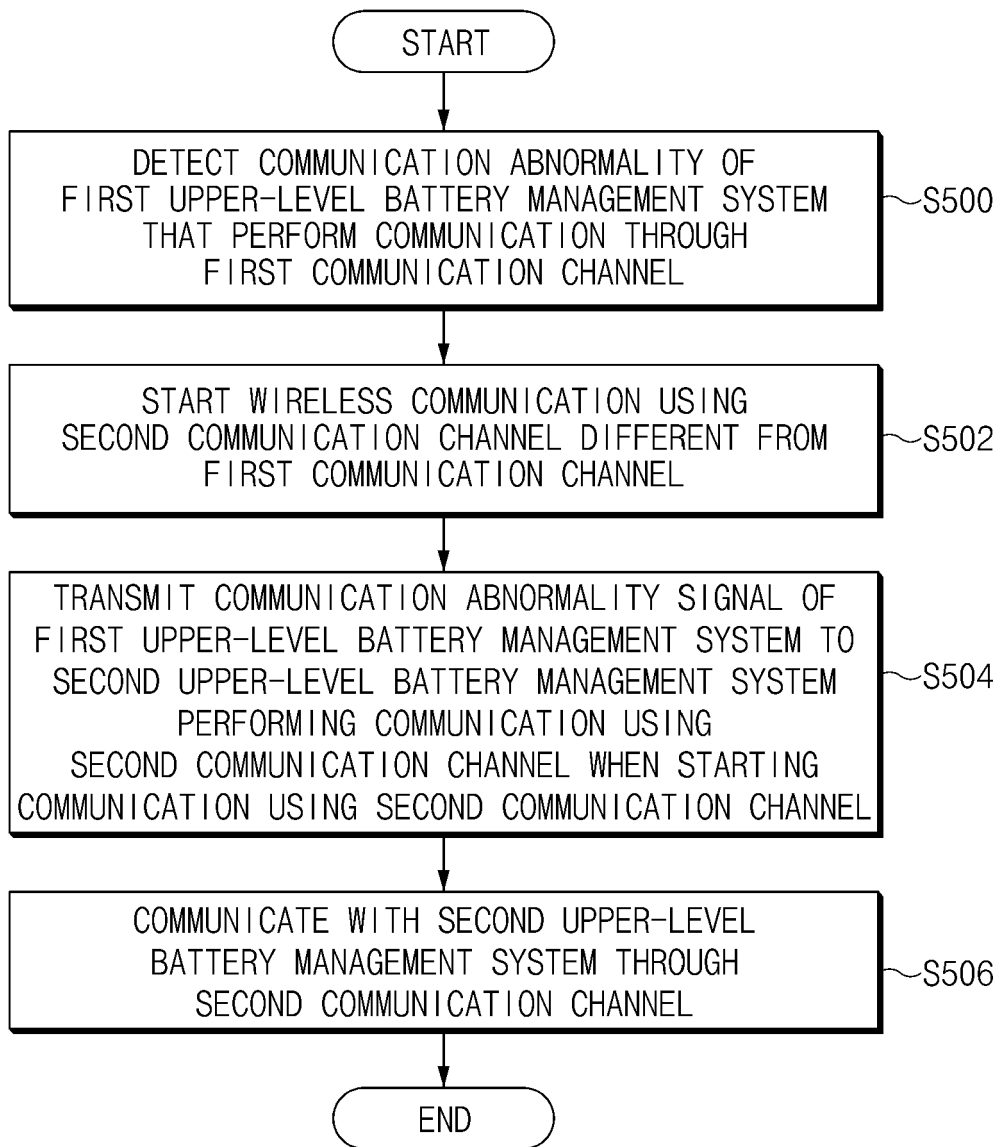 START
DETECT COMMUNICATION ABNORMALITY OF
FIRST UPPER-LEVEL BATTERY MANAGEMENT SYSTEM
THAT PERFORM COMMUNICATION THROUGH
FIRST COMMUNICATION CHANNEL
S500
START WIRELESS COMMUNICATION USING
SECOND COMMUNICATION CHANNEL DIFFERENT FROM
FIRST COMMUNICATION CHANNEL
S502
TRANSMIT COMMUNICATION ABNORMALITY SIGNAL OF
FIRST UPPER-LEVEL BATTERY MANAGEMENT SYSTEM TO
SECOND UPPER-LEVEL BATTERY MANAGEMENT SYSTEM
PERFORMING COMMUNICATION USING
SECOND COMMUNICATION CHANNEL WHEN STARTING
COMMUNICATION USING SECOND COMMUNICATION CHANNEL
S504
COMMUNICATE WITH SECOND UPPER-LEVEL
BATTERY MANAGEMENT SYSTEM THROUGH
SECOND COMMUNICATION CHANNEL
S506
END